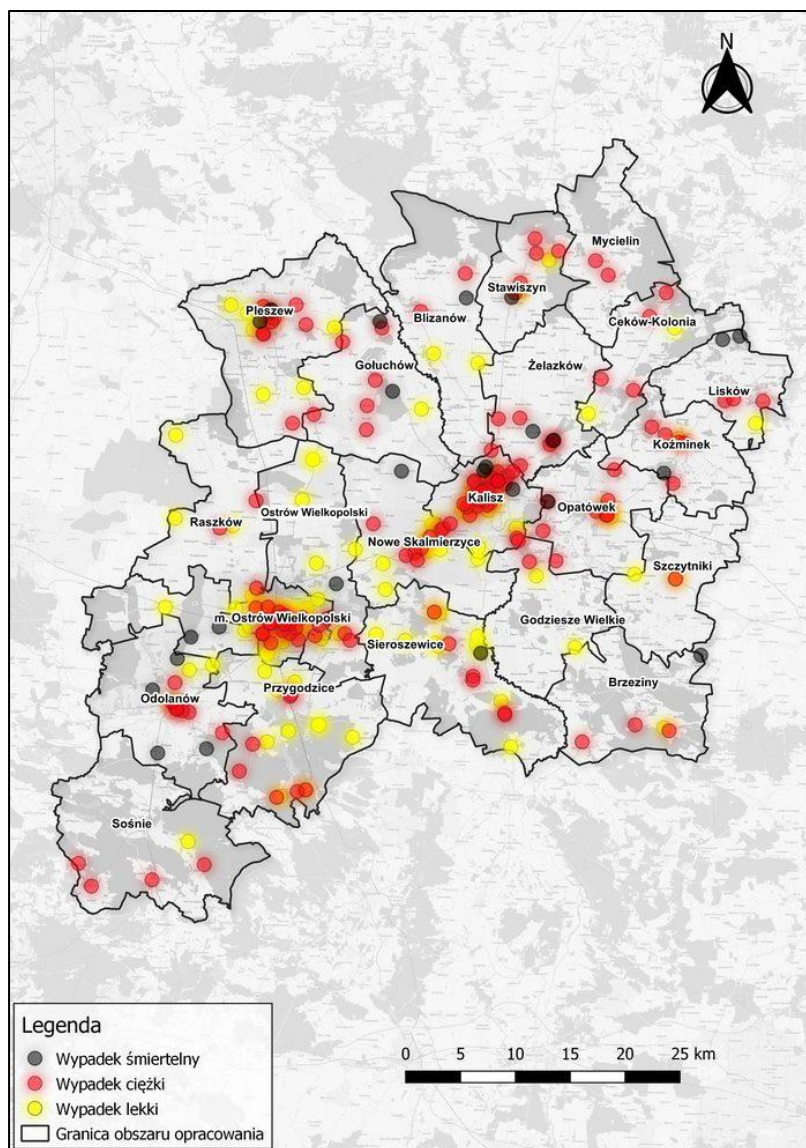 N
Mycielin
Stawiszyn
Pleszew
Blizanów
Ceków-Kolonia
Gołuchów
Żelazków
Lisków
Koźminek
Kalisz
Opatówek
Ostrów Wielkopolski
Raszków
Nowe Skalmierzyce
Szczytniki
m. Ostrów Wielkopolski
Godziesze Wielkie
Sieroszewice
Brzeziny
Przygodzice
Odolanów
Sośnie
Legenda
Wypadek śmiertelny
Wypadek ciężki
Wypadek lekki
Granica obszaru opracowania
0 5 10 15 20 25 km